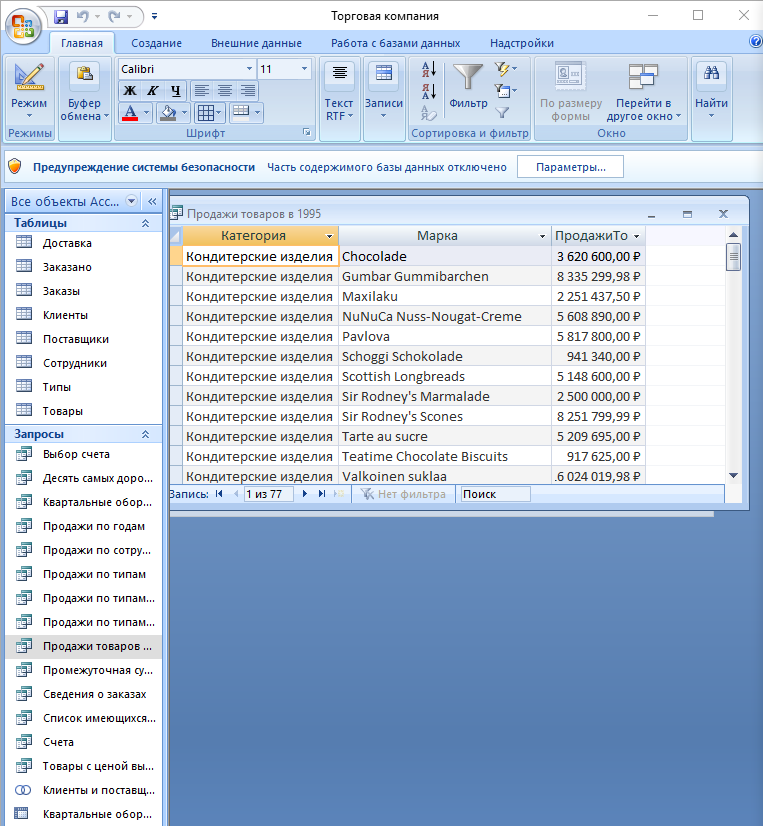 Торговая компания
Главная Создание Внешние данные Работа с базами данных Надстройки
Calibri 11
Ж К Ч
А
Режим
Буфер обмена
Текст RTF
Записи
А Я
Я А
Фильтр
По размеру формы
Перейти в другое окно
Найти
Режимы Шрифт Сортировка и фильтр Окно
Предупреждение системы безопасности Часть содержимого базы данных отключено Параметры...
Все объекты Acc...
Таблицы
Доставка
Заказано
Заказы
Клиенты
Поставщики
Сотрудники
Типы
Товары
Запросы
Выбор счета
Десять самых доро...
Квартальные обор...
Продажи по годам
Продажи по сотру...
Продажи по типам
Продажи по типам...
Продажи по типам...
Продажи товаров ...
Промежуточная су...
Сведения о заказах
Список имеющихся...
Счета
Товары с ценой вы...
Клиенты и поставщ...
Квартальные обор...
Продажи товаров в 1995
Категория Марка ПродажиТо
Кондитерские изделия Chocolade 3 620 600,00 ₽
Кондитерские изделия Gumbar Gummibarchen 8 335 299,98 ₽
Кондитерские изделия Maxilaku 2 251 437,50 ₽
Кондитерские изделия NuNuCa Nuss-Nougat-Creme 5 608 890,00 ₽
Кондитерские изделия Pavlova 5 817 800,00 ₽
Кондитерские изделия Schoggi Schokolade 941 340,00 ₽
Кондитерские изделия Scottish Longbreads 5 148 600,00 ₽
Кондитерские изделия Sir Rodney's Marmalade 2 500 000,00 ₽
Кондитерские изделия Sir Rodney's Scones 8 251 799,99 ₽
Кондитерские изделия Tarte au sucre 5 209 695,00 ₽
Кондитерские изделия Teatime Chocolate Biscuits 917 625,00 ₽
Кондитерские изделия Valkoinen suklaa .6 024 019,98 ₽
Запись: 1 из 77 Нет фильтра Поиск